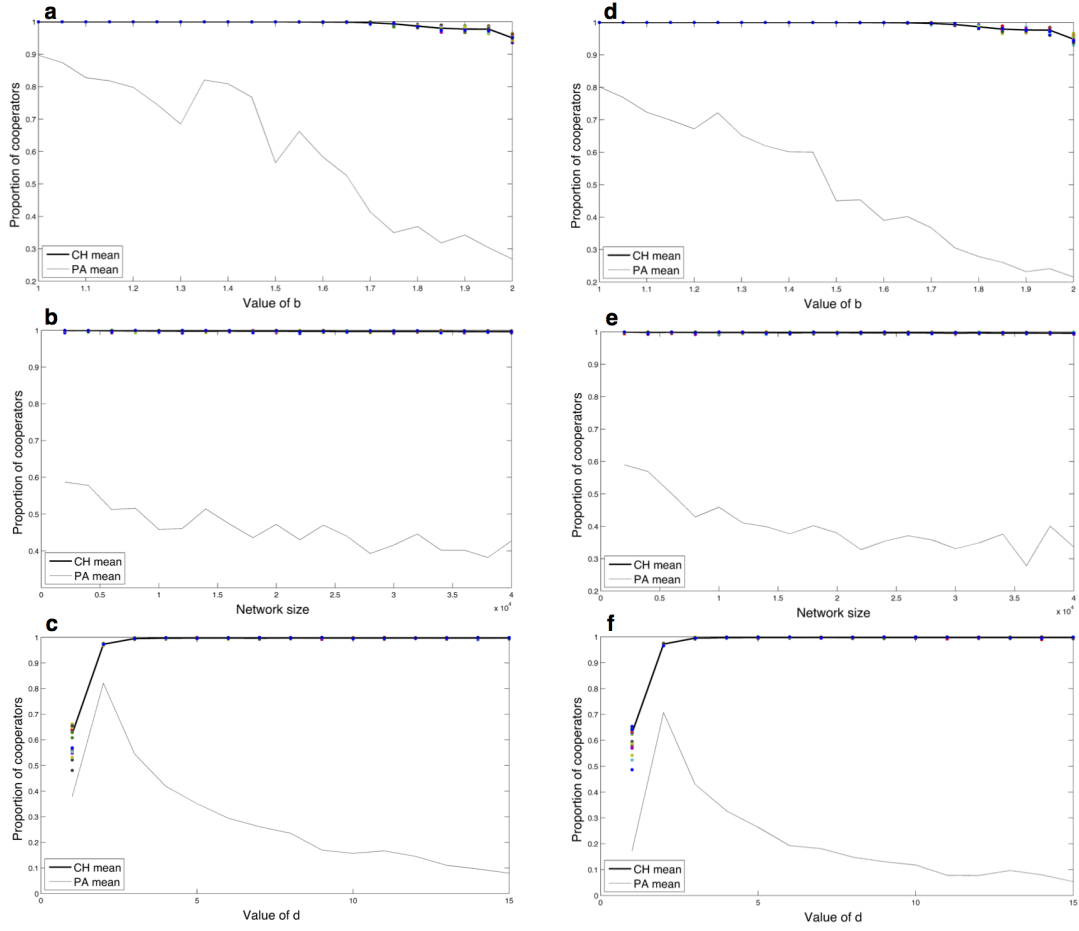 a
Proportion of cooperators
1
0.9
0.8
0.7
0.6
0.5
0.4
0.3
0.2
CH mean
PA mean
1 1.1 1.2 1.3 1.4 1.5 1.6 1.7 1.8 1.9 2
Value of b
d
Proportion of cooperators
1
0.9
0.8
0.7
0.6
0.5
0.4
0.3
0.2
CH mean
PA mean
1 1.1 1.2 1.3 1.4 1.5 1.6 1.7 1.8 1.9 2
Value of b
b
Proportion of cooperators
1
0.9
0.8
0.7
0.6
0.5
0.4
CH mean
PA mean
0 0.5 1 1.5 2 2.5 3 3.5 4
x 10⁴
Network size
e
Proportion of cooperators
1
0.9
0.8
0.7
0.6
0.5
0.4
0.3
0.2
CH mean
PA mean
0 0.5 1 1.5 2 2.5 3 3.5 4
x 10⁴
Network size
c
Proportion of cooperators
1
0.9
0.8
0.7
0.6
0.5
0.4
0.3
0.2
0.1
0
CH mean
PA mean
0 5 10 15
Value of d
f
Proportion of cooperators
1
0.9
0.8
0.7
0.6
0.5
0.4
0.3
0.2
0.1
0
CH mean
PA mean
0 5 10 15
Value of d